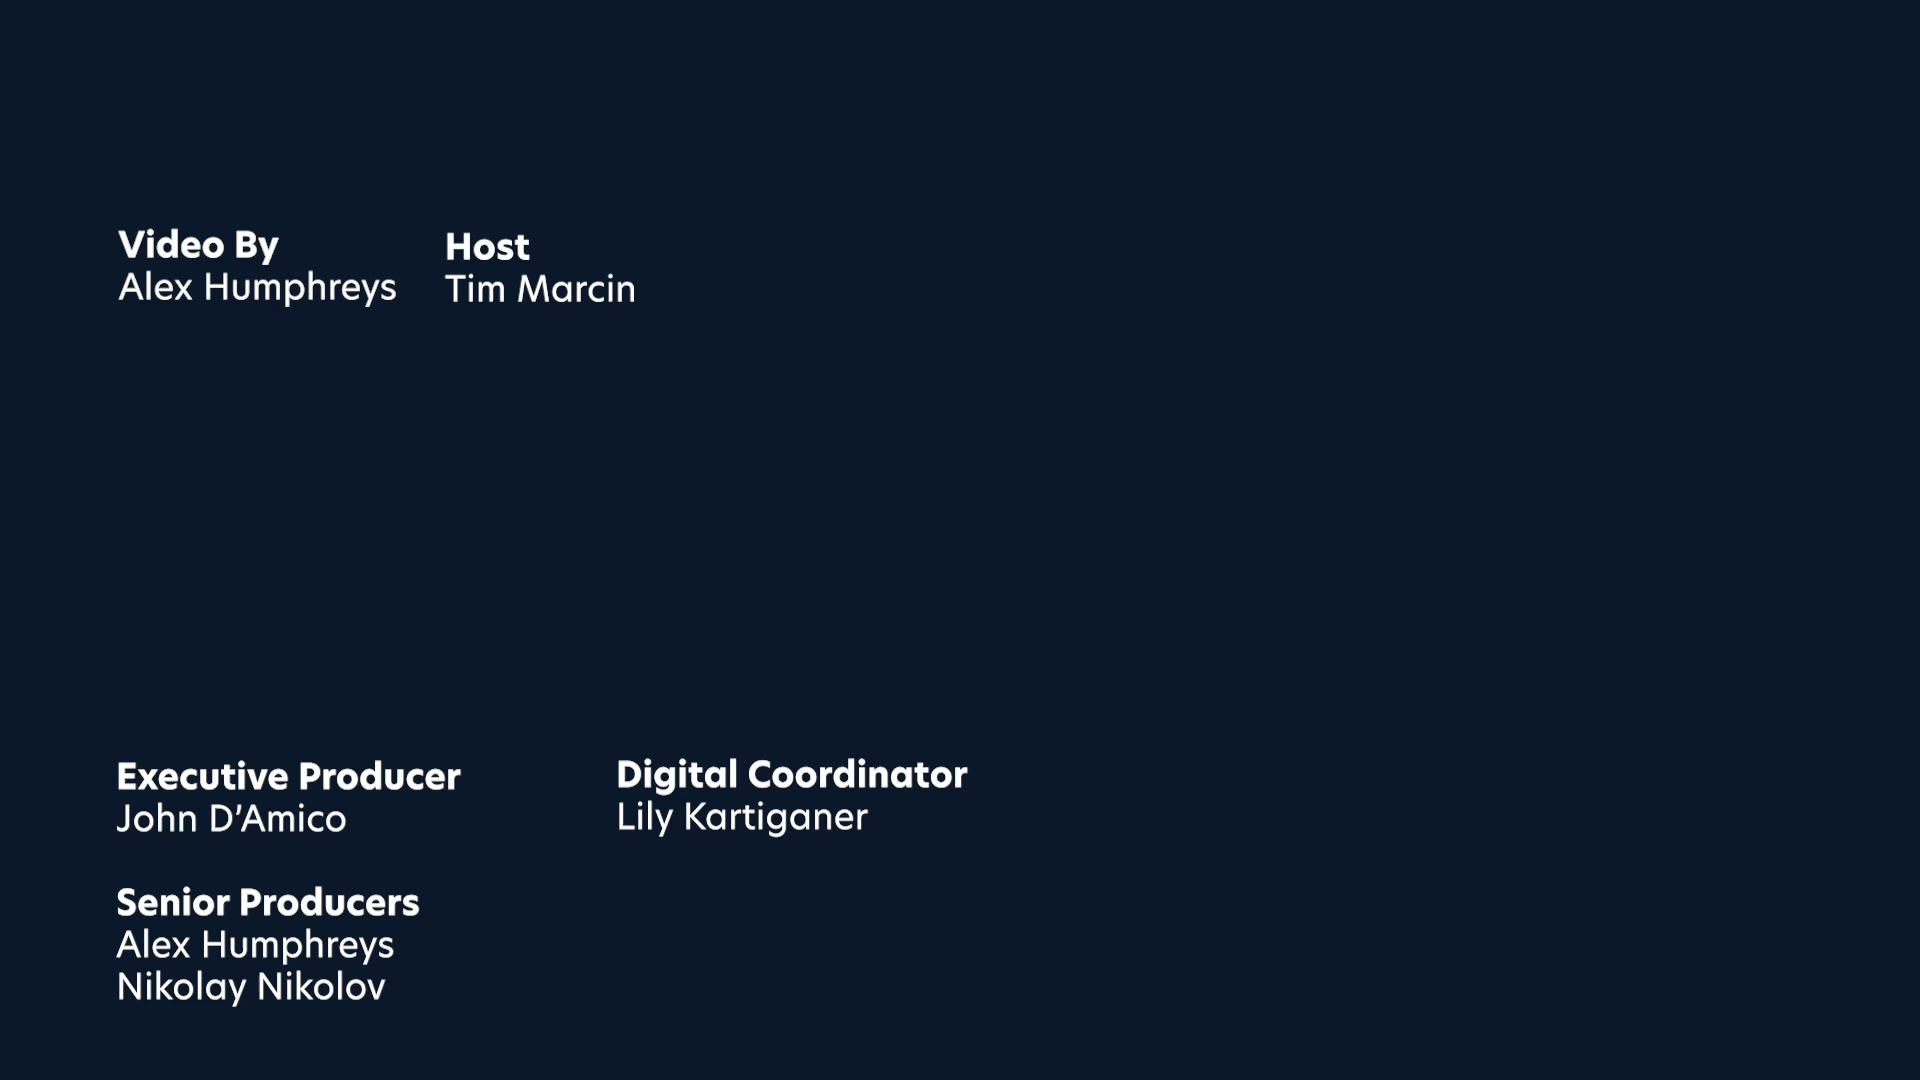 Video By
Alex Humphreys
Host
Tim Marcin
Executive Producer
John D’Amico
Digital Coordinator
Lily Kartiganer
Senior Producers
Alex Humphreys
Nikolay Nikolov